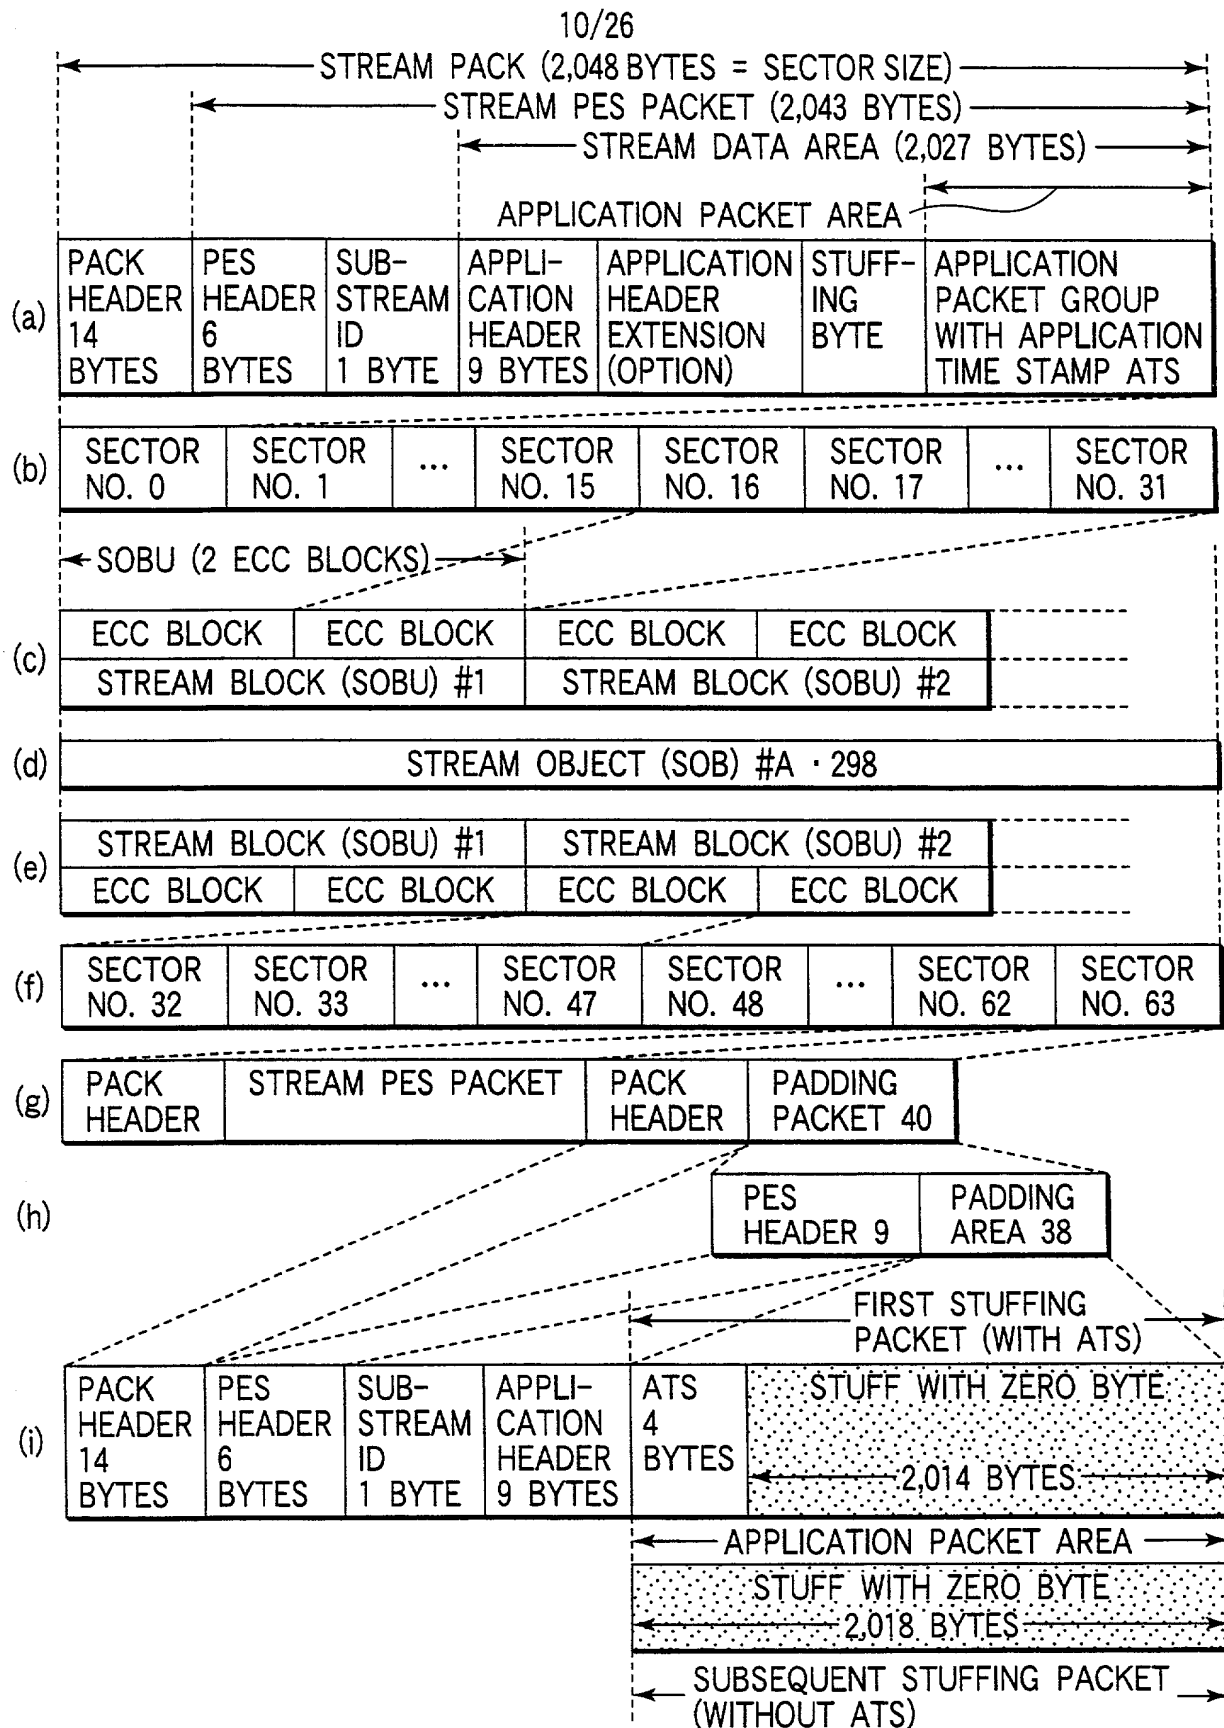 10/26
STREAM PACK (2,048 BYTES = SECTOR SIZE)
STREAM PES PACKET (2,043 BYTES)
STREAM DATA AREA (2,027 BYTES)
APPLICATION PACKET AREA
(a)
PACK
HEADER
14
BYTES
PES
HEADER
6
BYTES
SUB-
STREAM
ID
1 BYTE
APPLI-
CATION
HEADER
9 BYTES
APPLICATION
HEADER
EXTENSION
(OPTION)
STUFF-
ING
BYTE
APPLICATION
PACKET GROUP
WITH APPLICATION
TIME STAMP ATS
(b)
SECTOR
NO. 0
SECTOR
NO. 1
...
SECTOR
NO. 15
SECTOR
NO. 16
SECTOR
NO. 17
...
SECTOR
NO. 31
SOBU (2 ECC BLOCKS)
(c)
ECC BLOCK
ECC BLOCK
ECC BLOCK
ECC BLOCK
STREAM BLOCK (SOBU) #1
STREAM BLOCK (SOBU) #2
(d)
STREAM OBJECT (SOB) #A · 298
(e)
STREAM BLOCK (SOBU) #1
STREAM BLOCK (SOBU) #2
ECC BLOCK
ECC BLOCK
ECC BLOCK
ECC BLOCK
(f)
SECTOR
NO. 32
SECTOR
NO. 33
...
SECTOR
NO. 47
SECTOR
NO. 48
...
SECTOR
NO. 62
SECTOR
NO. 63
(g)
PACK
HEADER
STREAM PES PACKET
PACK
HEADER
PADDING
PACKET 40
(h)
PES
HEADER 9
PADDING
AREA 38
FIRST STUFFING
PACKET (WITH ATS)
(i)
PACK
HEADER
14
BYTES
PES
HEADER
6
BYTES
SUB-
STREAM
ID
1 BYTE
APPLI-
CATION
HEADER
9 BYTES
ATS
4
BYTES
STUFF WITH ZERO BYTE
2,014 BYTES
APPLICATION PACKET AREA
STUFF WITH ZERO BYTE
2,018 BYTES
SUBSEQUENT STUFFING PACKET
(WITHOUT ATS)